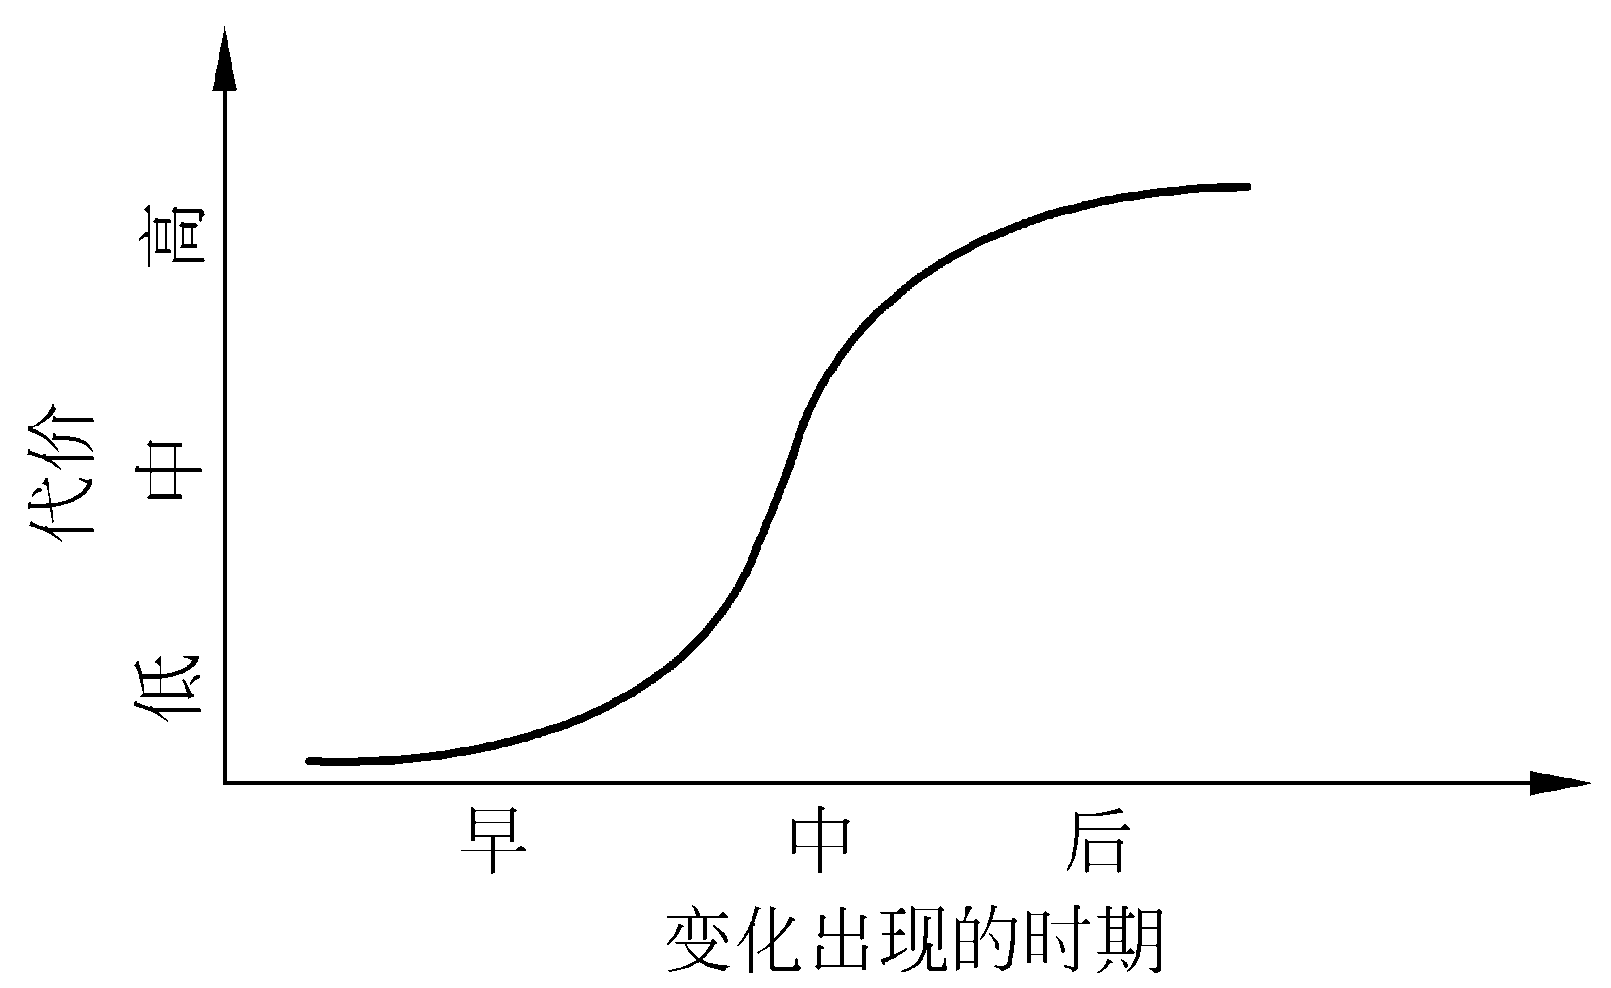 代价
高
中
低
早 中 后
变化出现的时期